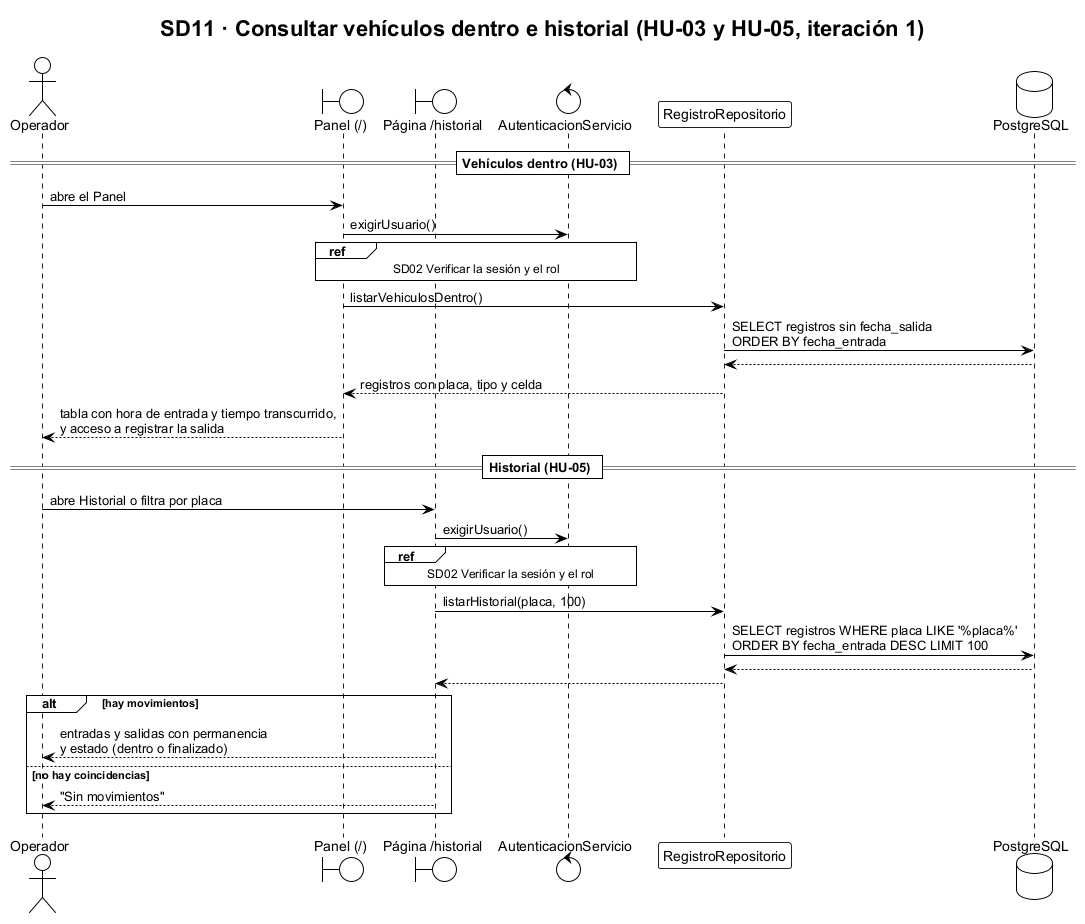 SD11 · Consultar vehículos dentro e historial (HU-03 y HU-05, iteración 1)
Operador
Panel (/)
Página /historial
AutenticacionServicio
RegistroRepositorio
PostgreSQL
Vehículos dentro (HU-03)
abre el Panel
exigirUsuario()
ref
SD02 Verificar la sesión y el rol
listarVehiculosDentro()
SELECT registros sin fecha_salida
ORDER BY fecha_entrada
registros con placa, tipo y celda
tabla con hora de entrada y tiempo transcurrido,
y acceso a registrar la salida
Historial (HU-05)
abre Historial o filtra por placa
exigirUsuario()
ref
SD02 Verificar la sesión y el rol
listarHistorial(placa, 100)
SELECT registros WHERE placa LIKE '%placa%'
ORDER BY fecha_entrada DESC LIMIT 100
alt
[hay movimientos]
entradas y salidas con permanencia
y estado (dentro o finalizado)
[no hay coincidencias]
"Sin movimientos"
Operador
Panel (/)
Página /historial
AutenticacionServicio
RegistroRepositorio
PostgreSQL